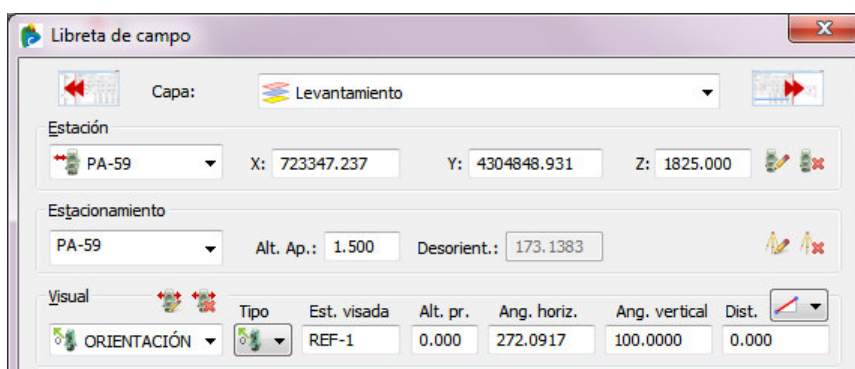 Libreta de campo
Capa: Levantamiento
Estación
PA-59 X: 723347.237 Y: 4304848.931 Z: 1825.000
Estacionamiento
PA-59 Alt. Ap.: 1.500 Desorient.: 173.1383
Visual Tipo Est. visada Alt. pr. Ang. horiz. Ang. vertical Dist.
ORIENTACIÓN REF-1 0.000 272.0917 100.0000 0.000